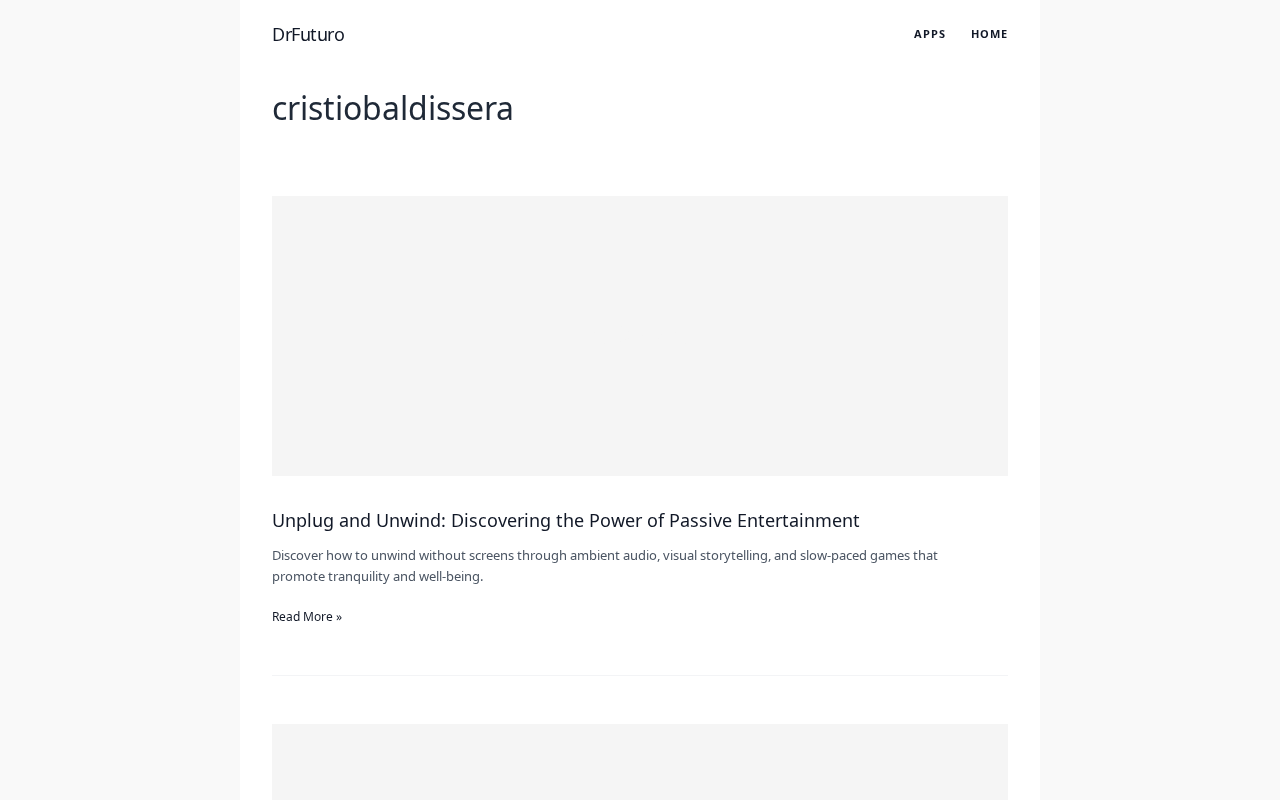 DrFuturo
APPS HOME
cristiobaldissera
Unplug and Unwind: Discovering the Power of Passive Entertainment
Discover how to unwind without screens through ambient audio, visual storytelling, and slow-paced games that
promote tranquility and well-being.
Read More »